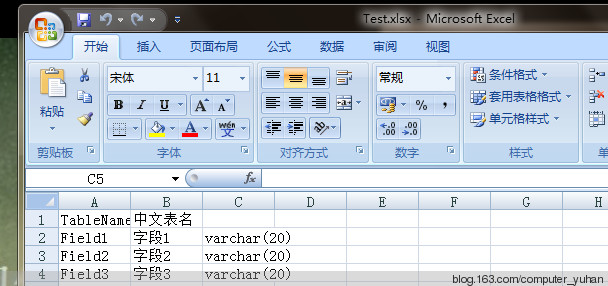 Test.xlsx - Microsoft Excel
开始 插入 页面布局 公式 数据 审阅 视图
粘贴
剪贴板
宋体 11
B I U A A
A wén 变
字体
对齐方式
常规
% ,
.00 .0
数字
条件格式
套用表格格式
单元格样式
样式
C5 fx
A B C D E F G H
1 TableName 中文表名
2 Field1 字段1 varchar(20)
3 Field2 字段2 varchar(20)
4 Field3 字段3 varchar(20)
blog.163.com/computer_yuhan